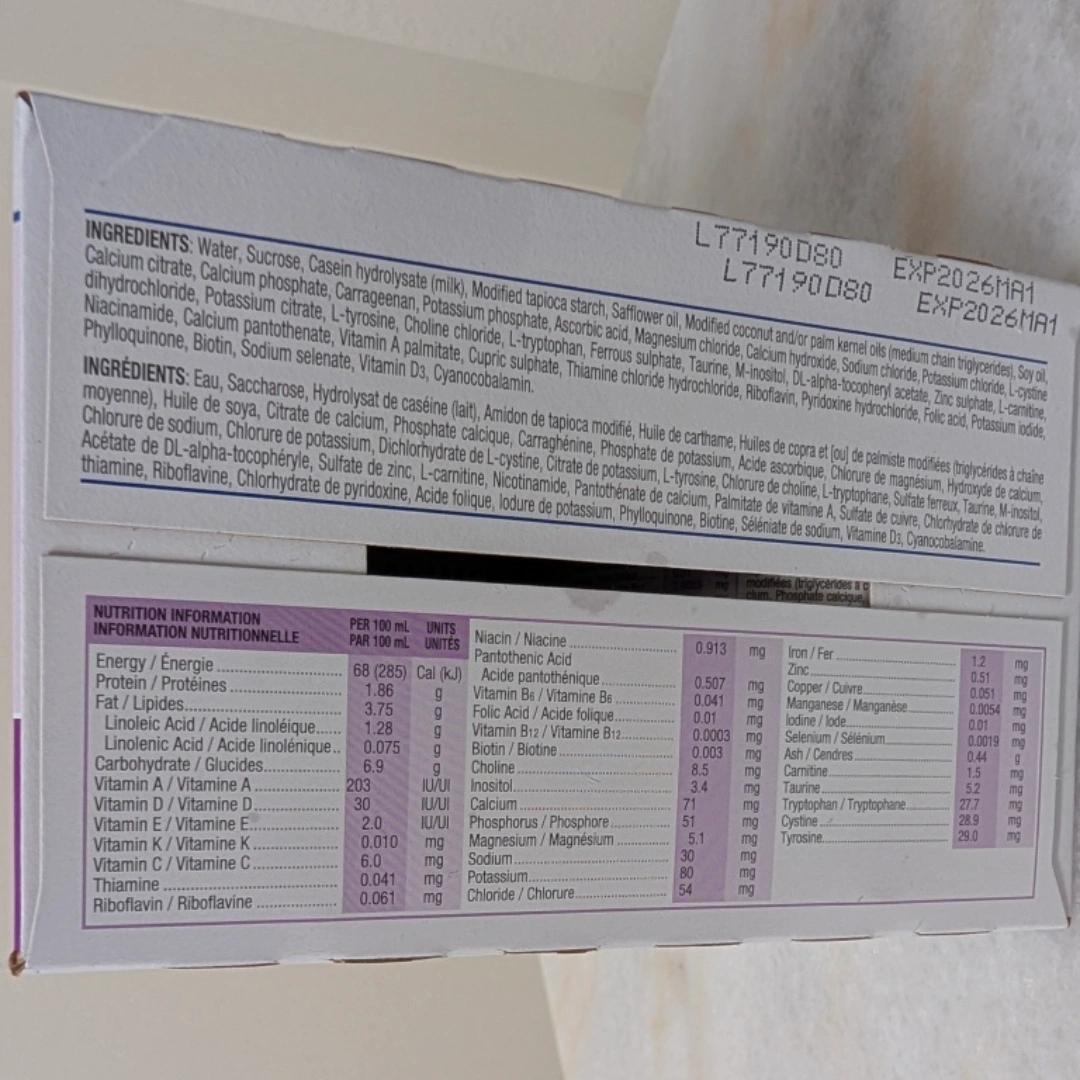 L77190D80 EXP2026MA1
L77190D80 EXP2026MA1
INGREDIENTS: Water, Sucrose, Casein hydrolysate (milk), Modified tapioca starch, Safflower oil, Modified coconut and/or palm kernel oils (medium chain triglycerides), Soy oil,
Calcium citrate, Calcium phosphate, Carrageenan, Potassium phosphate, Ascorbic acid, Magnesium chloride, Calcium hydroxide, Sodium chloride, Potassium chloride, L-cystine
dihydrochloride, Potassium citrate, L-tyrosine, Choline chloride, L-tryptophan, Ferrous sulphate, Taurine, M-inositol, DL-alpha-tocopheryl acetate, Zinc sulphate, L-carnitine,
Niacinamide, Calcium pantothenate, Vitamin A palmitate, Cupric sulphate, Thiamine chloride hydrochloride, Riboflavin, Pyridoxine hydrochloride, Folic acid, Potassium iodide,
Phylloquinone, Biotin, Sodium selenate, Vitamin D3, Cyanocobalamin.
INGRÉDIENTS: Eau, Saccharose, Hydrolysat de caséine (lait), Amidon de tapioca modifié, Huile de carthame, Huiles de copra et [ou] de palmiste modifiées (triglycérides à chaîne
moyenne), Huile de soya, Citrate de calcium, Phosphate calcique, Carraghénine, Phosphate de potassium, Acide ascorbique, Chlorure de magnésium, Hydroxyde de calcium,
Chlorure de sodium, Chlorure de potassium, Dichlorhydrate de L-cystine, Citrate de potassium, L-tyrosine, Chlorure de choline, L-tryptophane, Sulfate ferreux, Taurine, M-inositol,
Acétate de DL-alpha-tocophéryle, Sulfate de zinc, L-carnitine, Nicotinamide, Pantothénate de calcium, Palmitate de vitamine A, Sulfate de cuivre, Chlorhydrate de chlorure de
thiamine, Riboflavine, Chlorhydrate de pyridoxine, Acide folique, Iodure de potassium, Phylloquinone, Biotine, Séléniate de sodium, Vitamine D3, Cyanocobalamine.
modifiées (triglycérides à c
cium, Phosphate calcique,
NUTRITION INFORMATION PER 100 mL UNITS
INFORMATION NUTRITIONNELLE PAR 100 mL UNITÉS
Energy / Énergie 68 (285) Cal (kJ)
Protein / Protéines 1.86 g
Fat / Lipides 3.75 g
Linoleic Acid / Acide linoléique 1.28 g
Linolenic Acid / Acide linolénique 0.075 g
Carbohydrate / Glucides 6.9 g
Vitamin A / Vitamine A 203 IU/UI
Vitamin D / Vitamine D 30 IU/UI
Vitamin E / Vitamine E 2.0 IU/UI
Vitamin K / Vitamine K 0.010 mg
Vitamin C / Vitamine C 6.0 mg
Thiamine 0.041 mg
Riboflavin / Riboflavine 0.061 mg
Niacin / Niacine 0.913 mg
Pantothenic Acid
Acide pantothénique 0.507 mg
Vitamin B6 / Vitamine B6 0.041 mg
Folic Acid / Acide folique 0.01 mg
Vitamin B12 / Vitamine B12 0.0003 mg
Biotin / Biotine 0.003 mg
Choline 8.5 mg
Inositol 3.4 mg
Calcium 71 mg
Phosphorus / Phosphore 51 mg
Magnesium / Magnésium 5.1 mg
Sodium 30 mg
Potassium 80 mg
Chloride / Chlorure 54 mg
Iron / Fer 1.2 mg
Zinc 0.51 mg
Copper / Cuivre 0.051 mg
Manganese / Manganèse 0.0054 mg
Iodine / Iode 0.01 mg
Selenium / Sélénium 0.0019 mg
Ash / Cendres 0.44 g
Carnitine 1.5 mg
Taurine 5.2 mg
Tryptophan / Tryptophane 27.7 mg
Cystine 28.9 mg
Tyrosine 29.0 mg